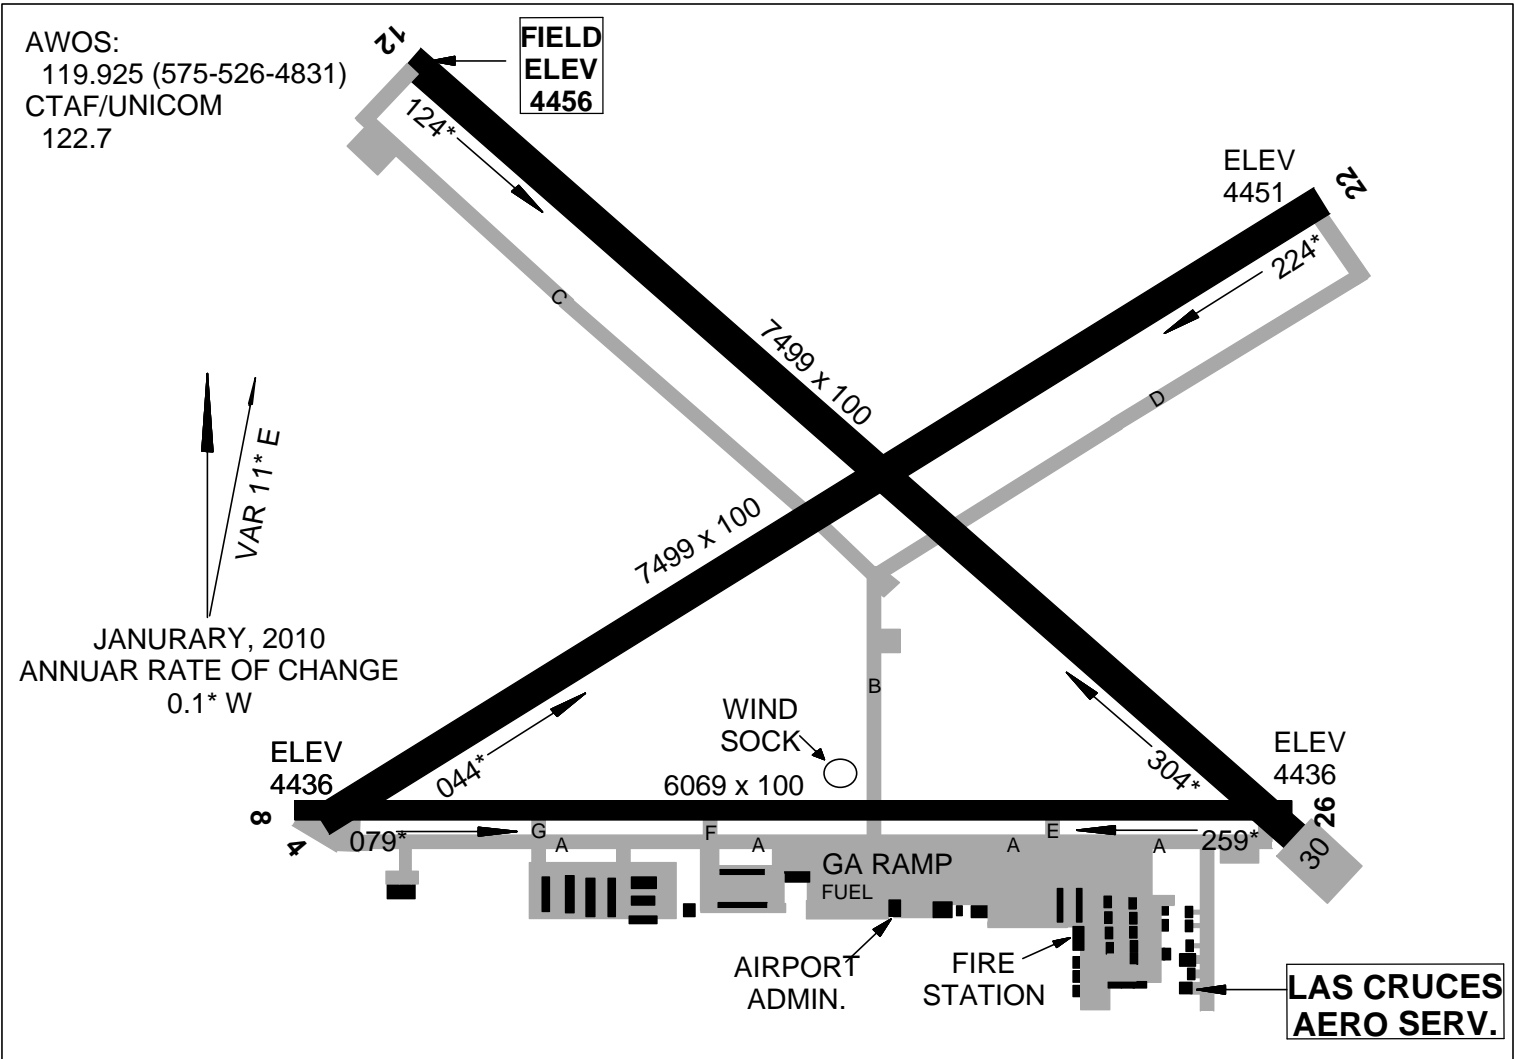 AWOS:
119.925 (575-526-4831)
CTAF/UNICOM
122.7
12
FIELD
ELEV
4456
124*
ELEV
4451
22
224*
C
7499 x 100
D
VAR 11* E
7499 x 100
JANURARY, 2010
ANNUAR RATE OF CHANGE
0.1* W
B
WIND
SOCK
ELEV
4436
044*
6069 x 100
304*
ELEV
4436
8
26
4
079*
G
A
F
A
A
E
A
259*
30
GA RAMP
FUEL
AIRPORT
ADMIN.
FIRE
STATION
LAS CRUCES
AERO SERV.